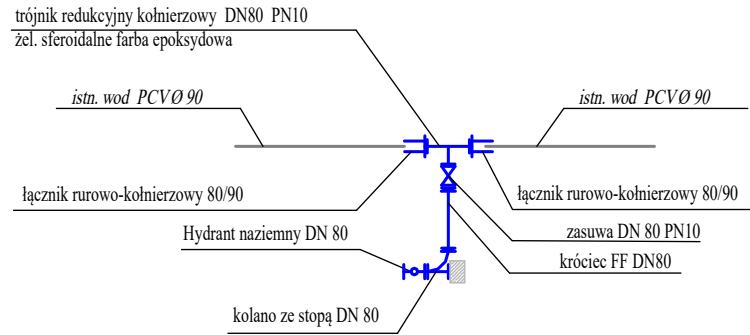 trójnik redukcyjny kołnierzowy DN80 PN10
żel. sferoidalne farba epoksydowa
istn. wod PCVØ 90
istn. wod PCVØ 90
łącznik rurowo-kołnierzowy 80/90
łącznik rurowo-kołnierzowy 80/90
Hydrant naziemny DN 80
zasuwa DN 80 PN10
króciec FF DN80
kolano ze stopą DN 80